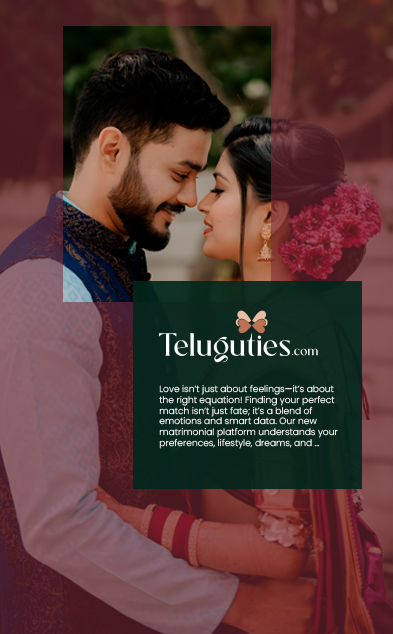 Teluguties.com
Love isn't just about feelings—it's about
the right equation! Finding your perfect
match isn't just fate; it's a blend of
emotions and smart data. Our new
matrimonial platform understands your
preferences, lifestyle, dreams, and ...